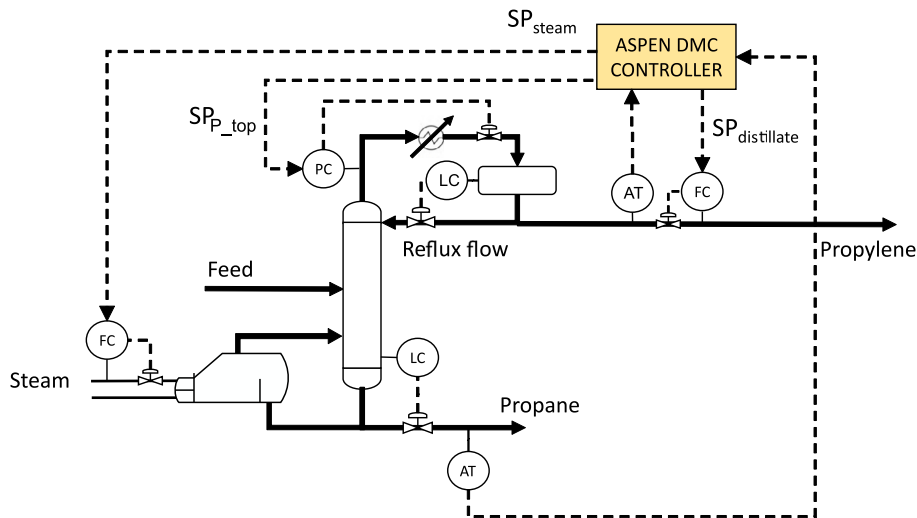 SPsteam
ASPEN DMC
CONTROLLER
SPP_top
SPdistillate
PC
LC
AT
FC
Reflux flow
Propylene
Feed
FC
LC
Steam
Propane
AT